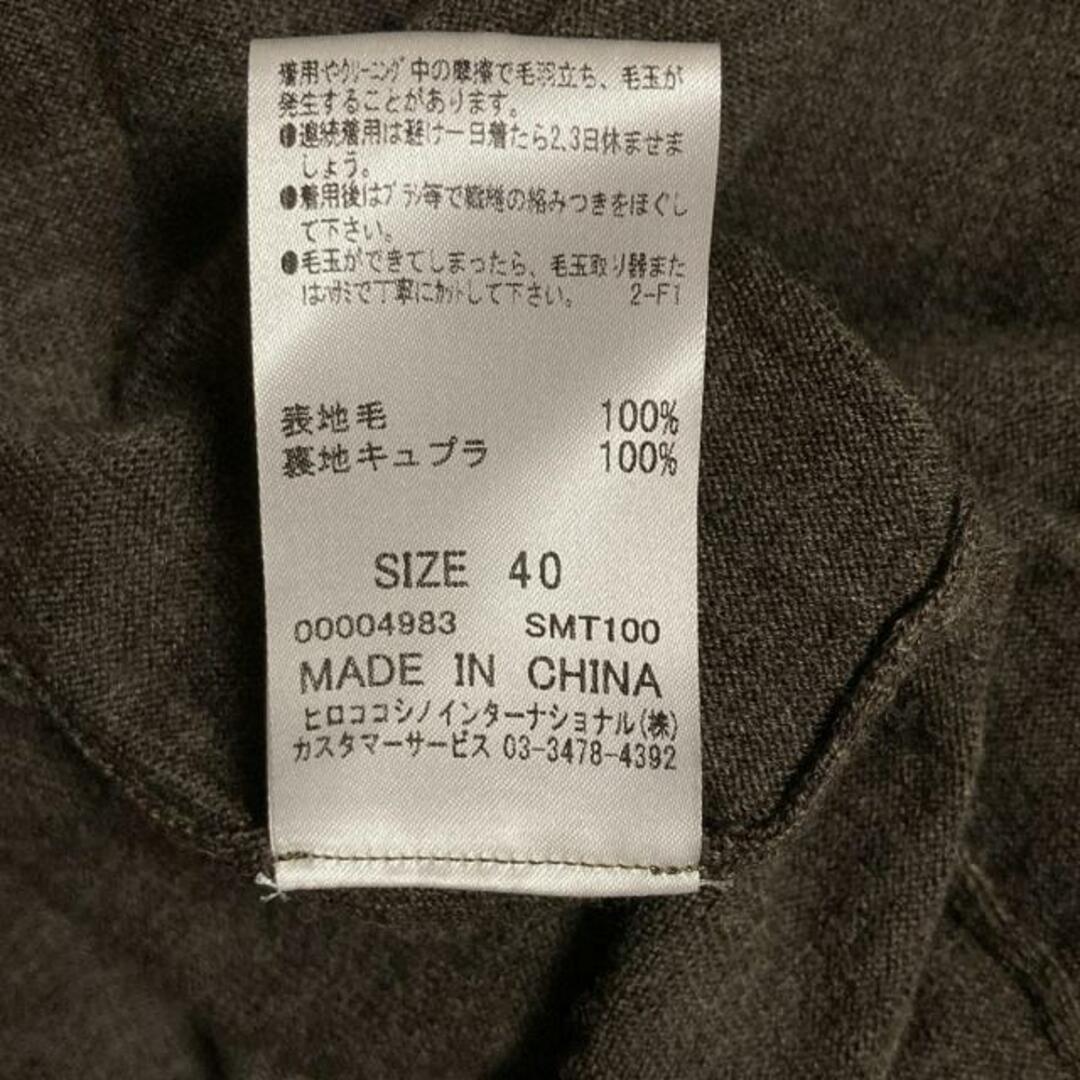 着用やクリーニング中の摩擦で毛羽立ち、毛玉が
発生することがあります。
●連続着用は避け一日着たら2,3日休ませま
しょう。
●着用後はブラシ等で繊維の絡みつきをほぐし
て下さい。
●毛玉ができてしまったら、毛玉取り器また
はハサミで丁寧にカットして下さい。 2-F1
表地毛 100%
裏地キュプラ 100%
SIZE 40
00004983 SMT100
MADE IN CHINA
ヒロココシノインターナショナル(株)
カスタマーサービス 03-3478-4392